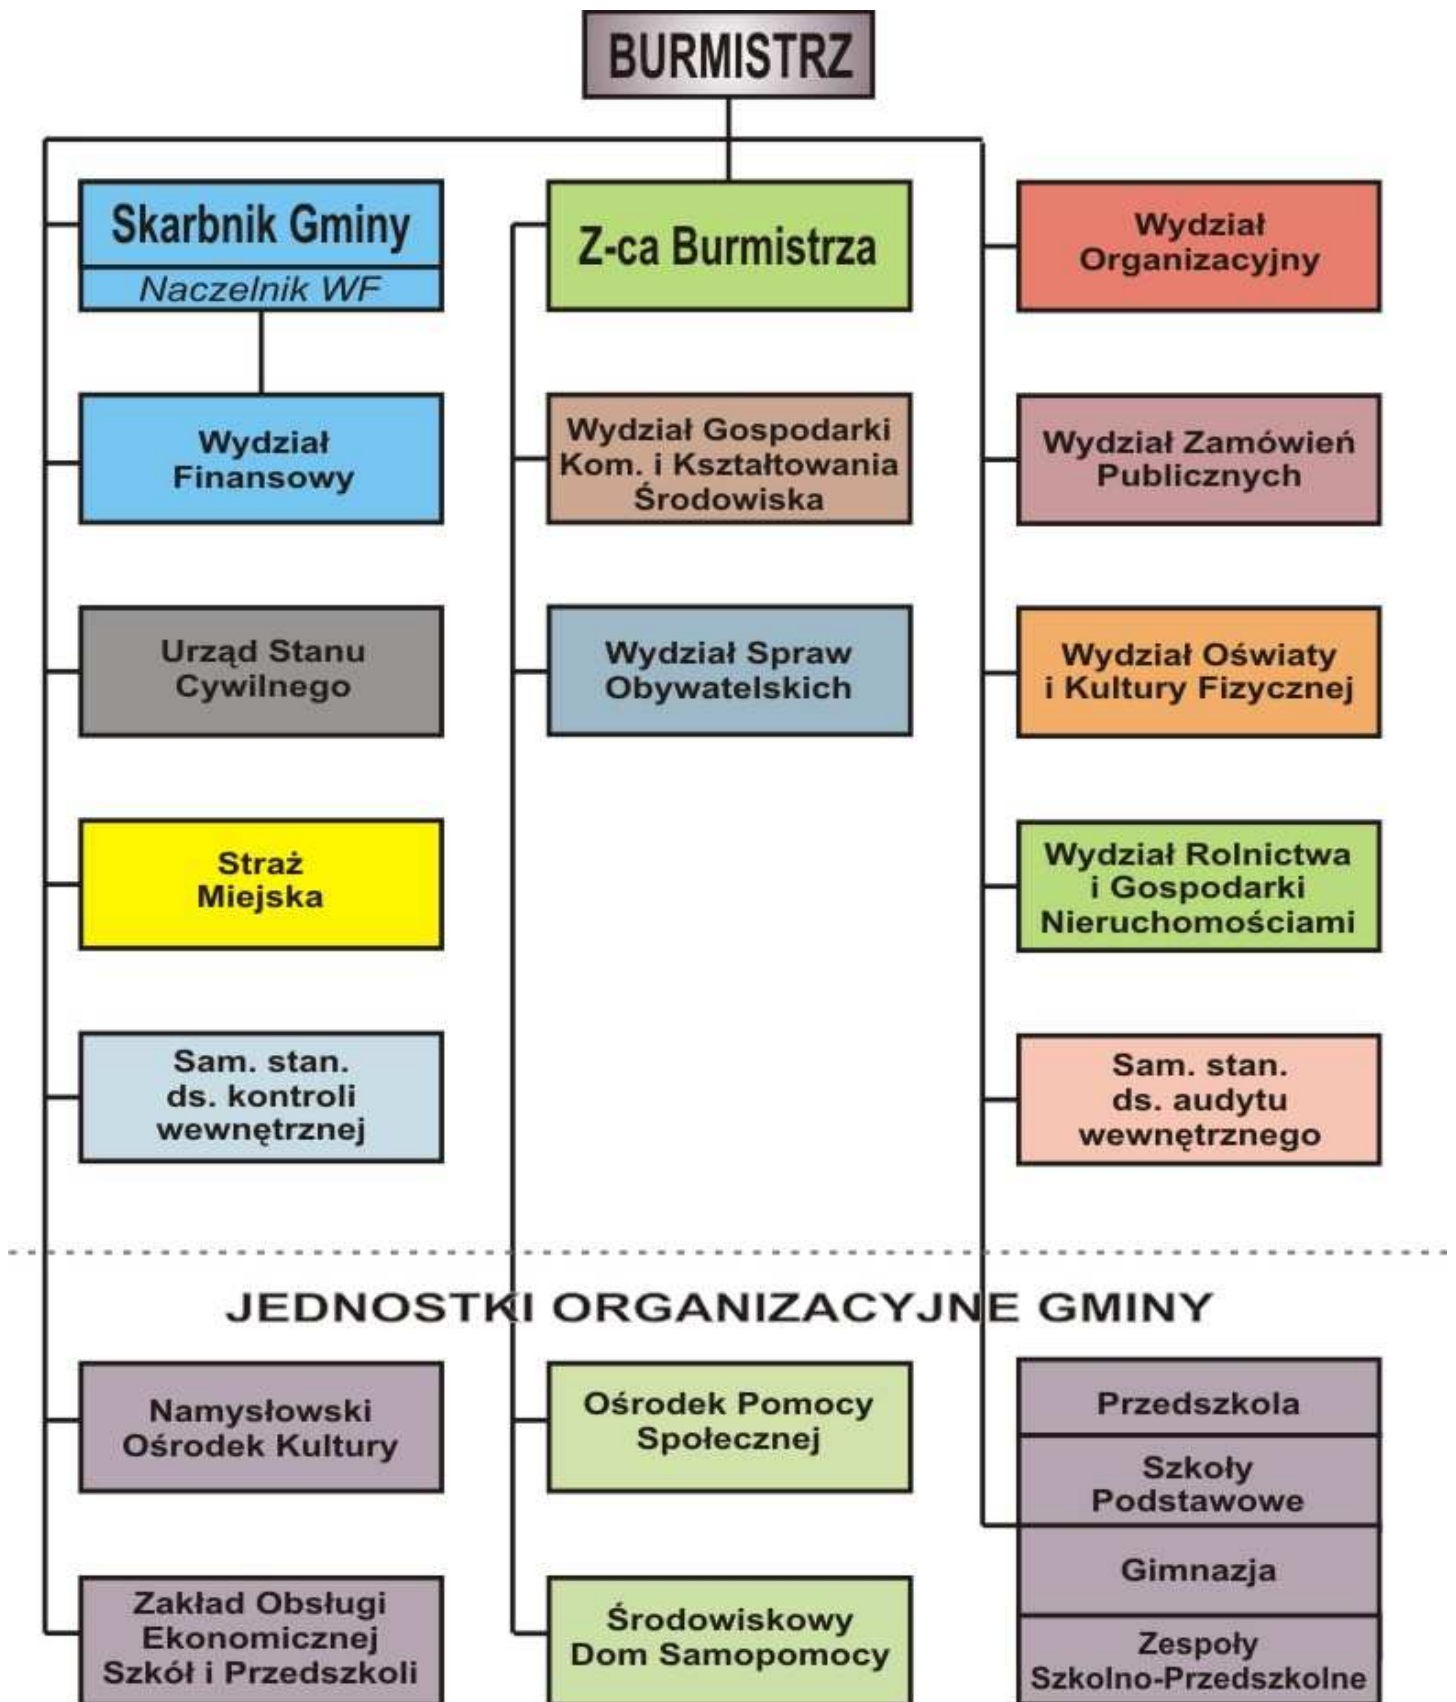 BURMISTRZ
Skarbnik Gminy
Naczelnik WF
Z-ca Burmistrza
Wydział
Organizacyjny
Wydział
Finansowy
Wydział Gospodarki
Kom. i Kształtowania
Środowiska
Wydział Zamówień
Publicznych
Urząd Stanu
Cywilnego
Wydział Spraw
Obywatelskich
Wydział Oświaty
i Kultury Fizycznej
Straż
Miejska
Wydział Rolnictwa
i Gospodarki
Nieruchomościami
Sam. stan.
ds. kontroli
wewnętrznej
Sam. stan.
ds. audytu
wewnętrznego
JEDNOSTKI ORGANIZACYJNE GMINY
Namysłowski
Ośrodek Kultury
Ośrodek Pomocy
Społecznej
Przedszkola
Szkoły
Podstawowe
Gimnazja
Zespoły
Szkolno-Przedszkolne
Zakład Obsługi
Ekonomicznej
Szkół i Przedszkoli
Środowiskowy
Dom Samopomocy